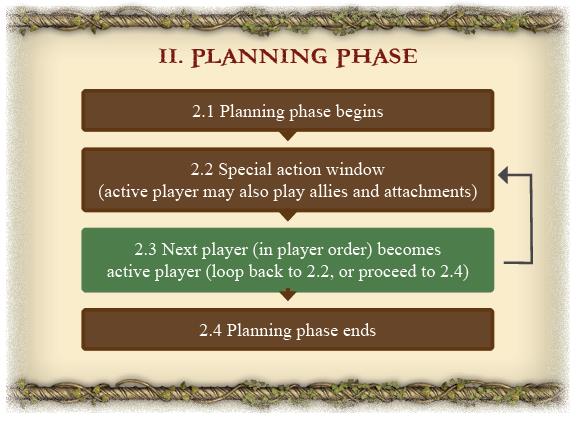 II. PLANNING PHASE
2.1 Planning phase begins
2.2 Special action window
(active player may also play allies and attachments)
2.3 Next player (in player order) becomes
active player (loop back to 2.2, or proceed to 2.4)
2.4 Planning phase ends